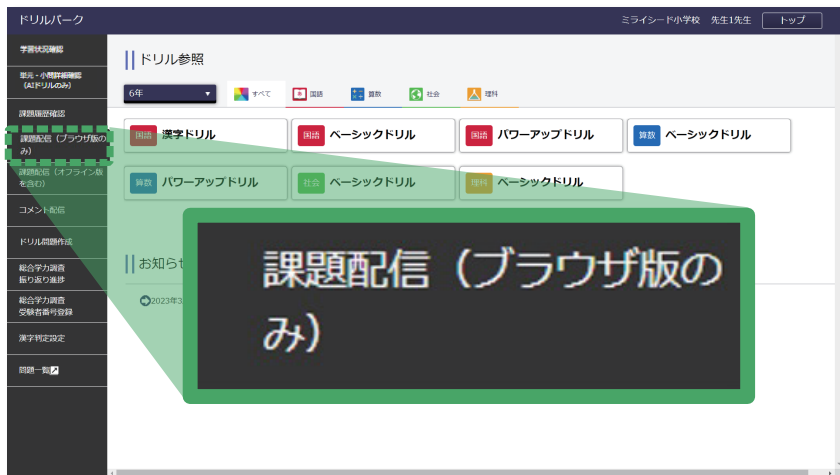 ドリルパーク
ミライシード小学校 先生1先生
トップ
学習状況確認
単元・小問詳細確認
(AIドリルのみ)
課題履歴確認
課題配信（ブラウザ版の
み）
課題配信（オフライン版
を含む）
コメント配信
ドリル問題作成
総合学力調査
振り返り進捗
総合学力調査
受験者番号登録
漢字判定設定
問題一覧
ドリル参照
6年
すべて
国語
算数
社会
理科
国語 漢字ドリル
国語 ベーシックドリル
国語 パワーアップドリル
算数 ベーシックドリル
算数 パワーアップドリル
社会 ベーシックドリル
理科 ベーシックドリル
お知らせ
2023年3
課題配信（ブラウザ版の
み）